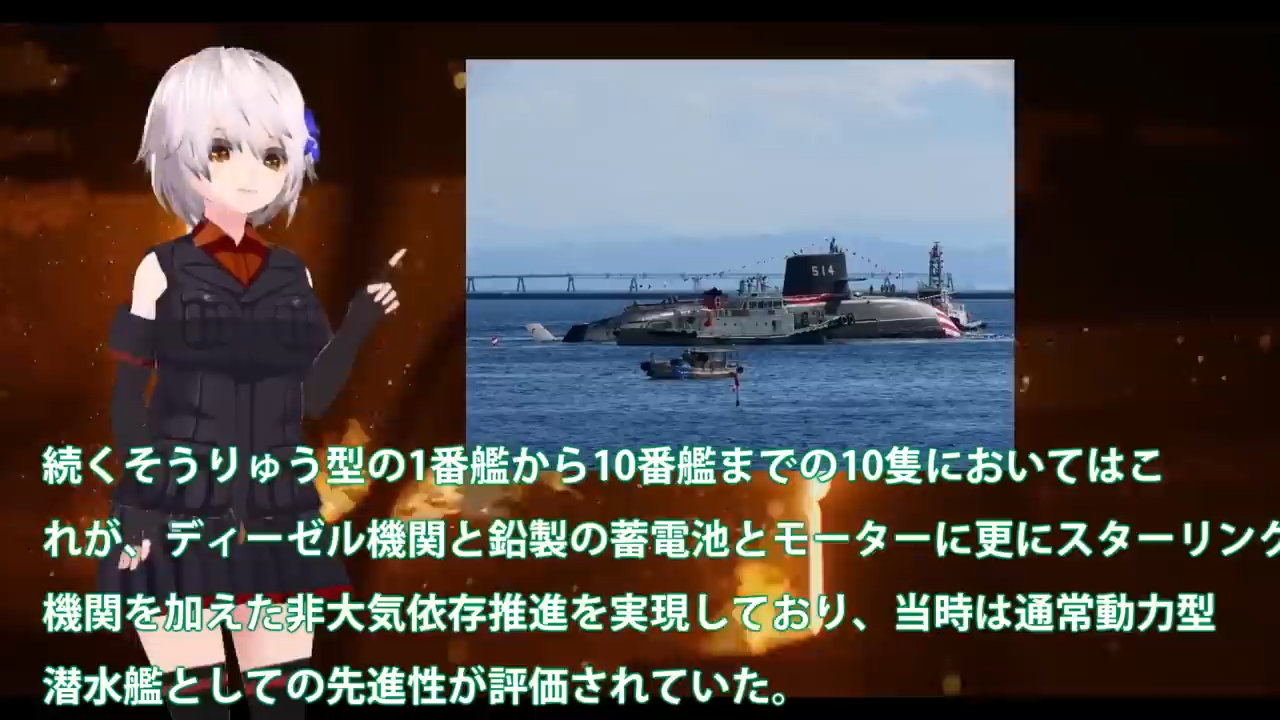 514
続くそうりゅう型の1番艦から10番艦までの10隻においてはこ
れが、ディーゼル機関と鉛製の蓄電池とモーターに更にスターリング
機関を加えた非大気依存推進を実現しており、当時は通常動力型
潜水艦としての先進性が評価されていた。